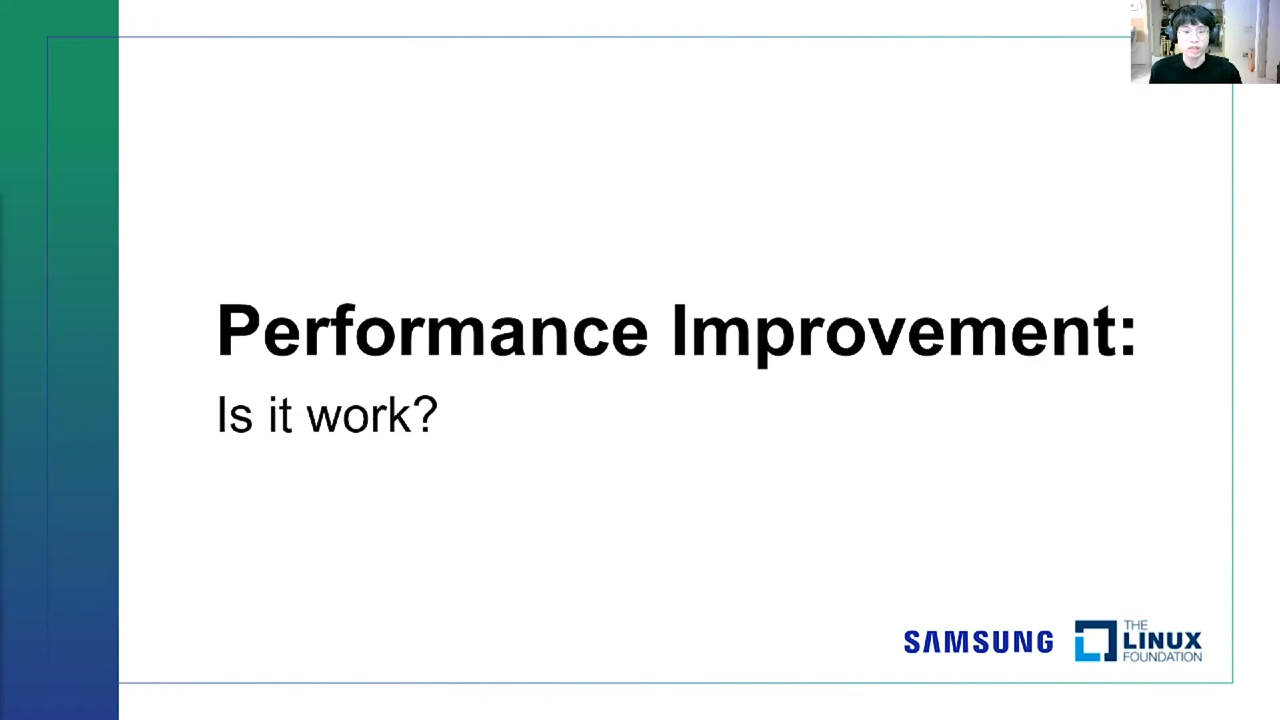 Performance Improvement:
Is it work?
SAMSUNG
THE
LINUX
FOUNDATION